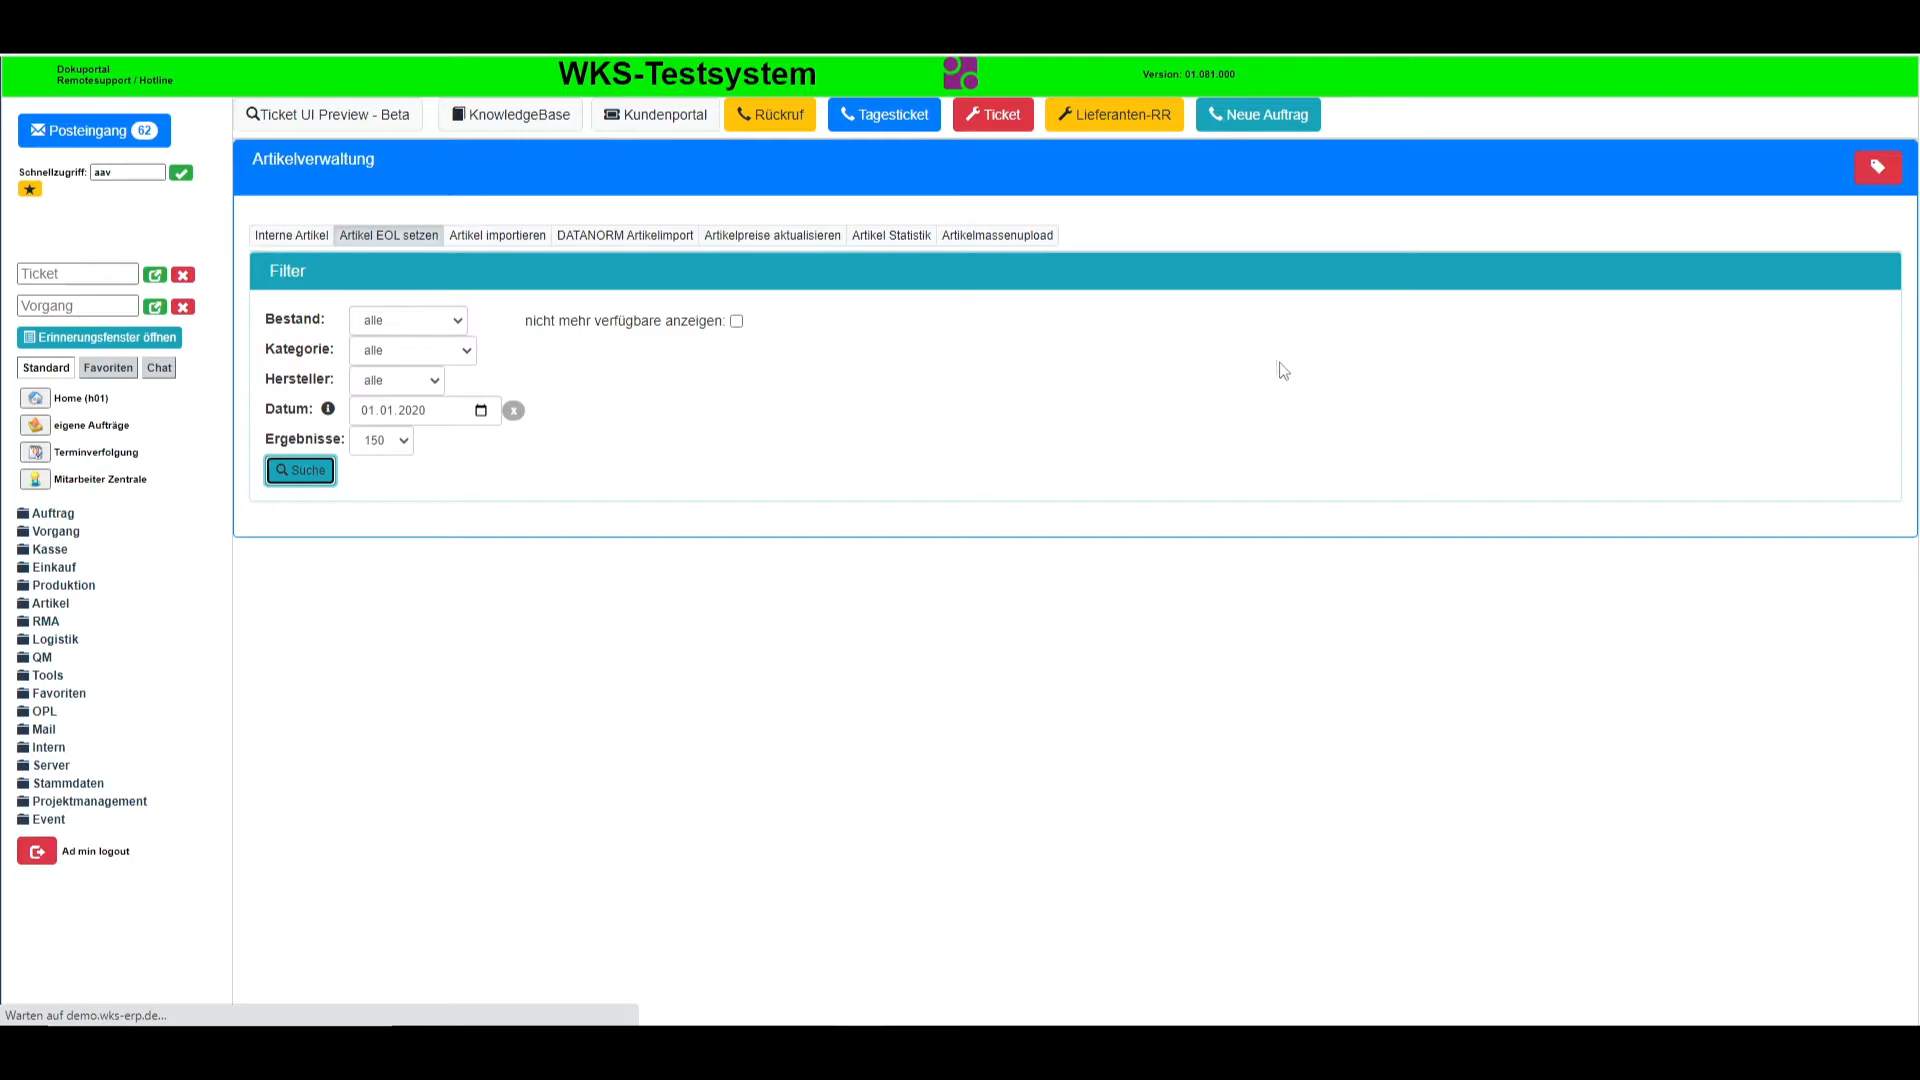 Dokuportal
Remotesupport / Hotline
WKS-Testsystem
Version: 01.081.000
Posteingang 62
Ticket UI Preview - Beta
KnowledgeBase
Kundenportal
Rückruf
Tagesticket
Ticket
Lieferanten-RR
Neue Auftrag
Schnellzugriff: aav
Artikelverwaltung
Interne Artikel
Artikel EOL setzen
Artikel importieren
DATANORM Artikelimport
Artikelpreise aktualisieren
Artikel Statistik
Artikelmassenupload
Filter
Bestand: alle
nicht mehr verfügbare anzeigen:
Kategorie: alle
Hersteller: alle
Datum: 01.01.2020 x
Ergebnisse: 150
Suche
Ticket
Vorgang
Erinnerungsfenster öffnen
Standard Favoriten Chat
Home (h01)
eigene Aufträge
Terminverfolgung
Mitarbeiter Zentrale
Auftrag
Vorgang
Kasse
Einkauf
Produktion
Artikel
RMA
Logistik
QM
Tools
Favoriten
OPL
Mail
Intern
Server
Stammdaten
Projektmanagement
Event
Ad min logout
Warten auf demo.wks-erp.de...